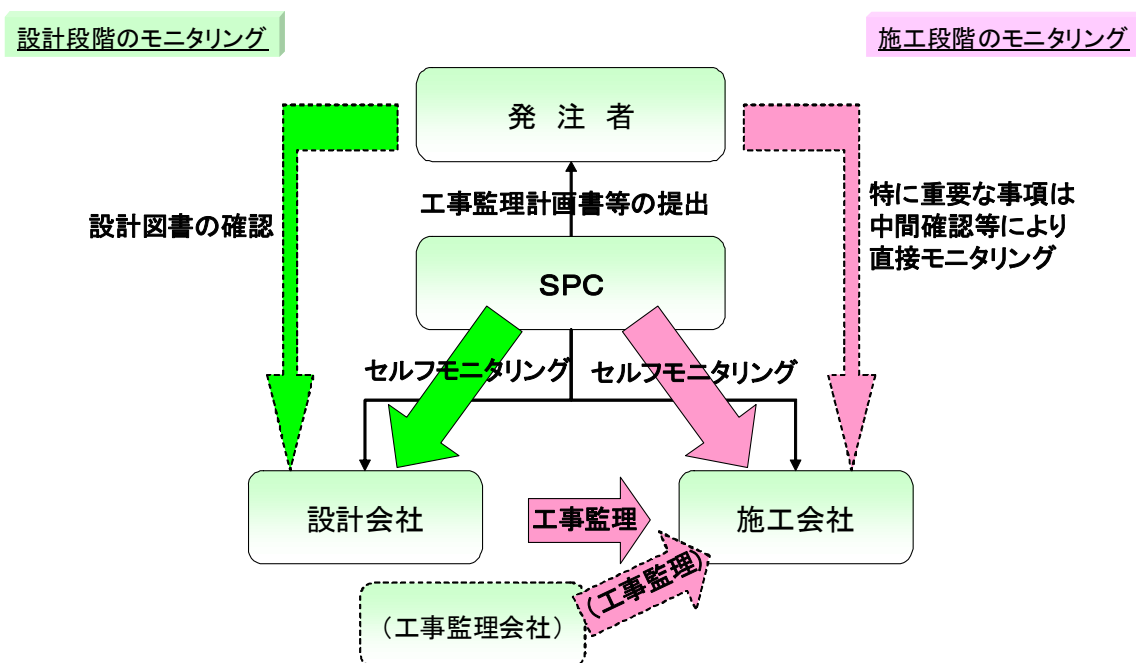 設計段階のモニタリング
施工段階のモニタリング
発 注 者
工事監理計画書等の提出
設計図書の確認
特に重要な事項は
中間確認等により
直接モニタリング
SPC
セルフモニタリング
セルフモニタリング
設計会社
工事監理
施工会社
(工事監理)
（工事監理会社）